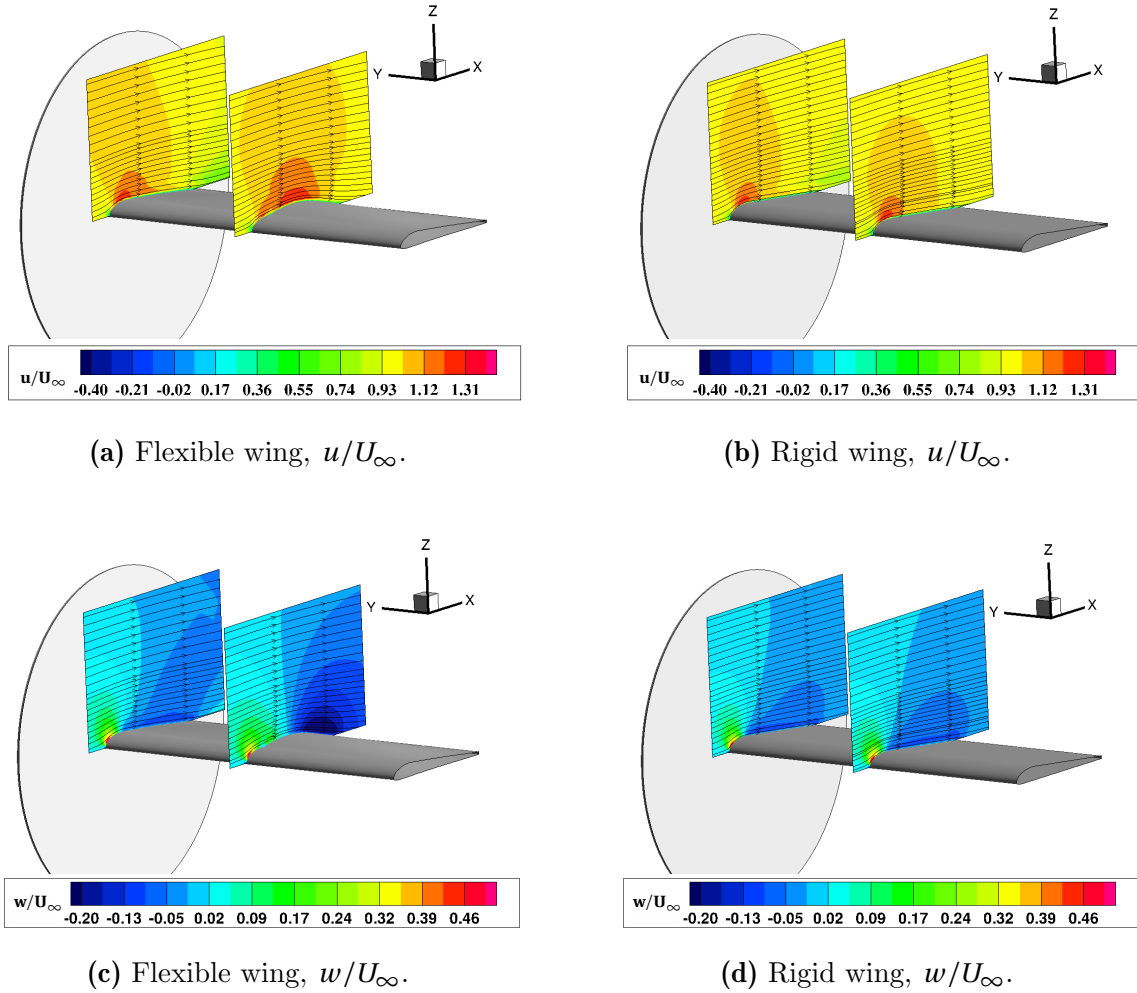 Z
Y
X
Z
Y
X
u/U∞
-0.40 -0.21 -0.02 0.17 0.36 0.55 0.74 0.93 1.12 1.31
u/U∞
-0.40 -0.21 -0.02 0.17 0.36 0.55 0.74 0.93 1.12 1.31
(a) Flexible wing, u/U∞.
(b) Rigid wing, u/U∞.
Z
Y
X
Z
Y
X
w/U∞
-0.20 -0.13 -0.05 0.02 0.09 0.17 0.24 0.32 0.39 0.46
w/U∞
-0.20 -0.13 -0.05 0.02 0.09 0.17 0.24 0.32 0.39 0.46
(c) Flexible wing, w/U∞.
(d) Rigid wing, w/U∞.